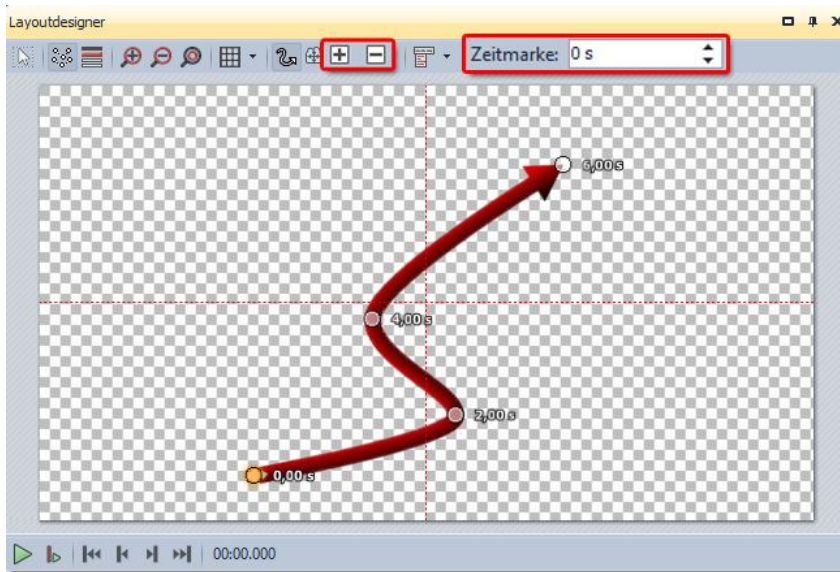 Layoutdesigner
Zeitmarke: 0 s
6,00 s
4,00 s
2,00 s
0,00 s
00:00.000